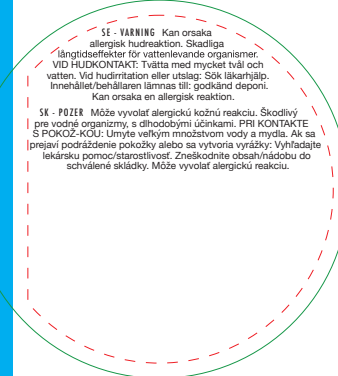 SE - VARNING Kan orsaka
allergisk hudreaktion. Skadliga
långtidseffekter för vattenlevande organismer.
VID HUDKONTAKT: Tvätta med mycket tvål och
vatten. Vid hudirritation eller utslag: Sök läkarhjälp.
Innehållet/behållaren lämnas till: godkänd deponi.
Kan orsaka en allergisk reaktion.
SK - POZER Môže vyvolať alergickú kožnú reakciu. Škodlivý
pre vodné organizmy, s dlhodobými účinkami. PRI KONTAKTE
S POKOŽ-KOU: Umyte veľkým množstvom vody a mydla. Ak sa
prejaví podráždenie pokožky alebo sa vytvoria vyrážky: Vyhľadajte
lekársku pomoc/starostlivosť. Zneškodnite obsah/nádobu do
schválené skládky. Môže vyvolať alergickú reakciu.